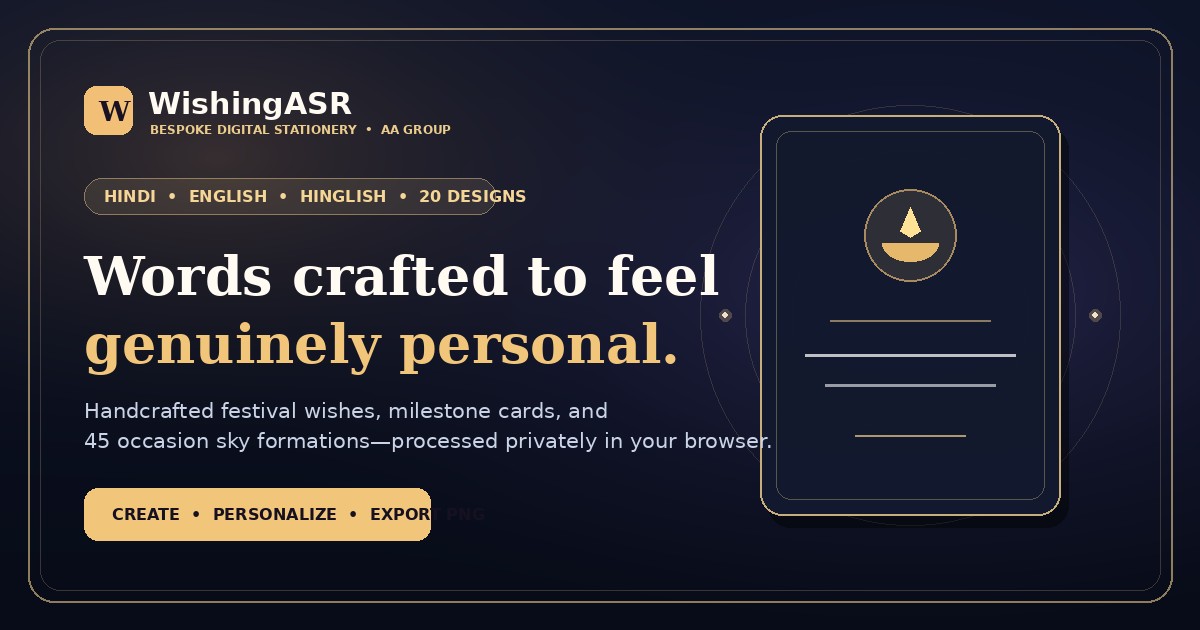 W WishingASR
BESPOKE DIGITAL STATIONERY • AA GROUP
HINDI • ENGLISH • HINGLISH • 20 DESIGNS
Words crafted to feel
genuinely personal.
Handcrafted festival wishes, milestone cards, and
45 occasion sky formations—processed privately in your browser.
CREATE • PERSONALIZE • EXPORT PNG